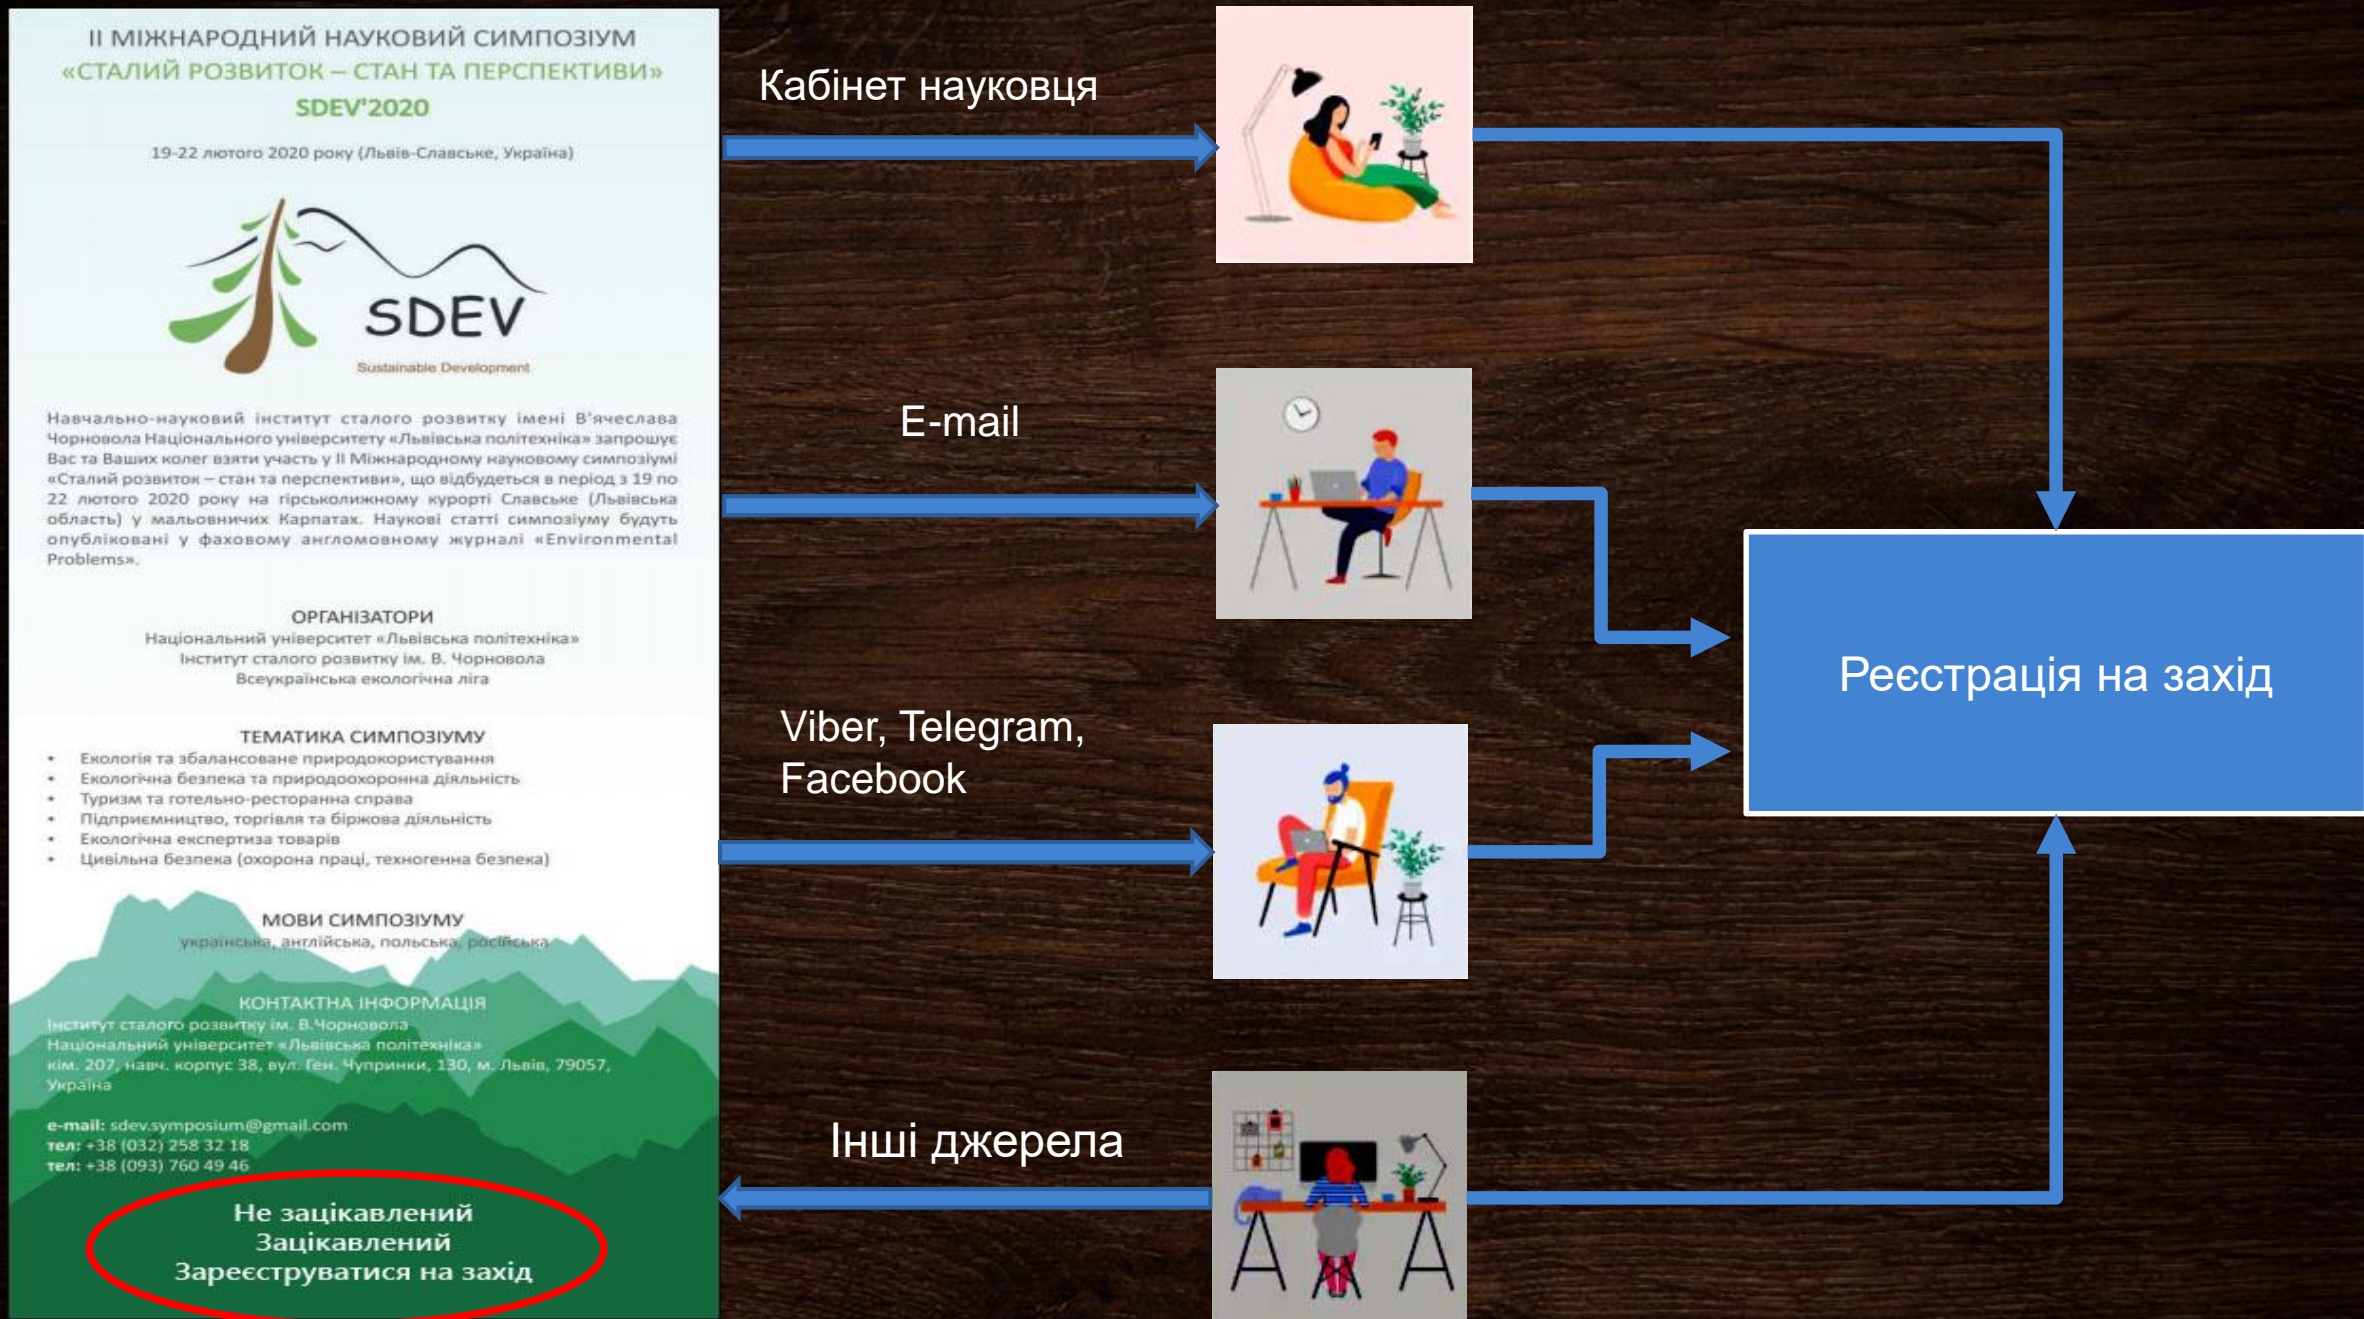 ІІ МІЖНАРОДНИЙ НАУКОВИЙ СИМПОЗІУМ
«СТАЛИЙ РОЗВИТОК – СТАН ТА ПЕРСПЕКТИВИ»
SDEV'2020
19-22 лютого 2020 року (Львів-Славське, Україна)
SDEV
Sustainable Development
Навчально-науковий інститут сталого розвитку імені В'ячеслава
Чорновола Національного університету «Львівська політехніка» запрошує
Вас та Ваших колег взяти участь у ІІ Міжнародному науковому симпозіумі
«Сталий розвиток – стан та перспективи», що відбудеться в період з 19 по
22 лютого 2020 року на гірськолижному курорті Славське (Львівська
область) у мальовничих Карпатах. Наукові статті симпозіуму будуть
опубліковані у фаховому англомовному журналі «Environmental
Problems».
ОРГАНІЗАТОРИ
Національний університет «Львівська політехніка»
Інститут сталого розвитку ім. В. Чорновола
Всеукраїнська екологічна ліга
ТЕМАТИКА СИМПОЗІУМУ
• Екологія та збалансоване природокористування
• Екологічна безпека та природоохоронна діяльність
• Туризм та готельно-ресторанна справа
• Підприємництво, торгівля та біржова діяльність
• Екологічна експертиза товарів
• Цивільна безпека (охорона праці, техногенна безпека)
МОВИ СИМПОЗІУМУ
українська, англійська, польська, російська
КОНТАКТНА ІНФОРМАЦІЯ
Інститут сталого розвитку ім. В.Чорновола
Національний університет «Львівська політехніка»
кім. 207, навч. корпус 38, вул. Ген. Чупринки, 130, м. Львів, 79057,
Україна
e-mail: sdev.symposium@gmail.com
тел: +38 (032) 258 32 18
тел: +38 (093) 760 49 46
Не зацікавлений
Зацікавлений
Зареєструватися на захід
Кабінет науковця
E-mail
Viber, Telegram,
Facebook
Інші джерела
Реєстрація на захід